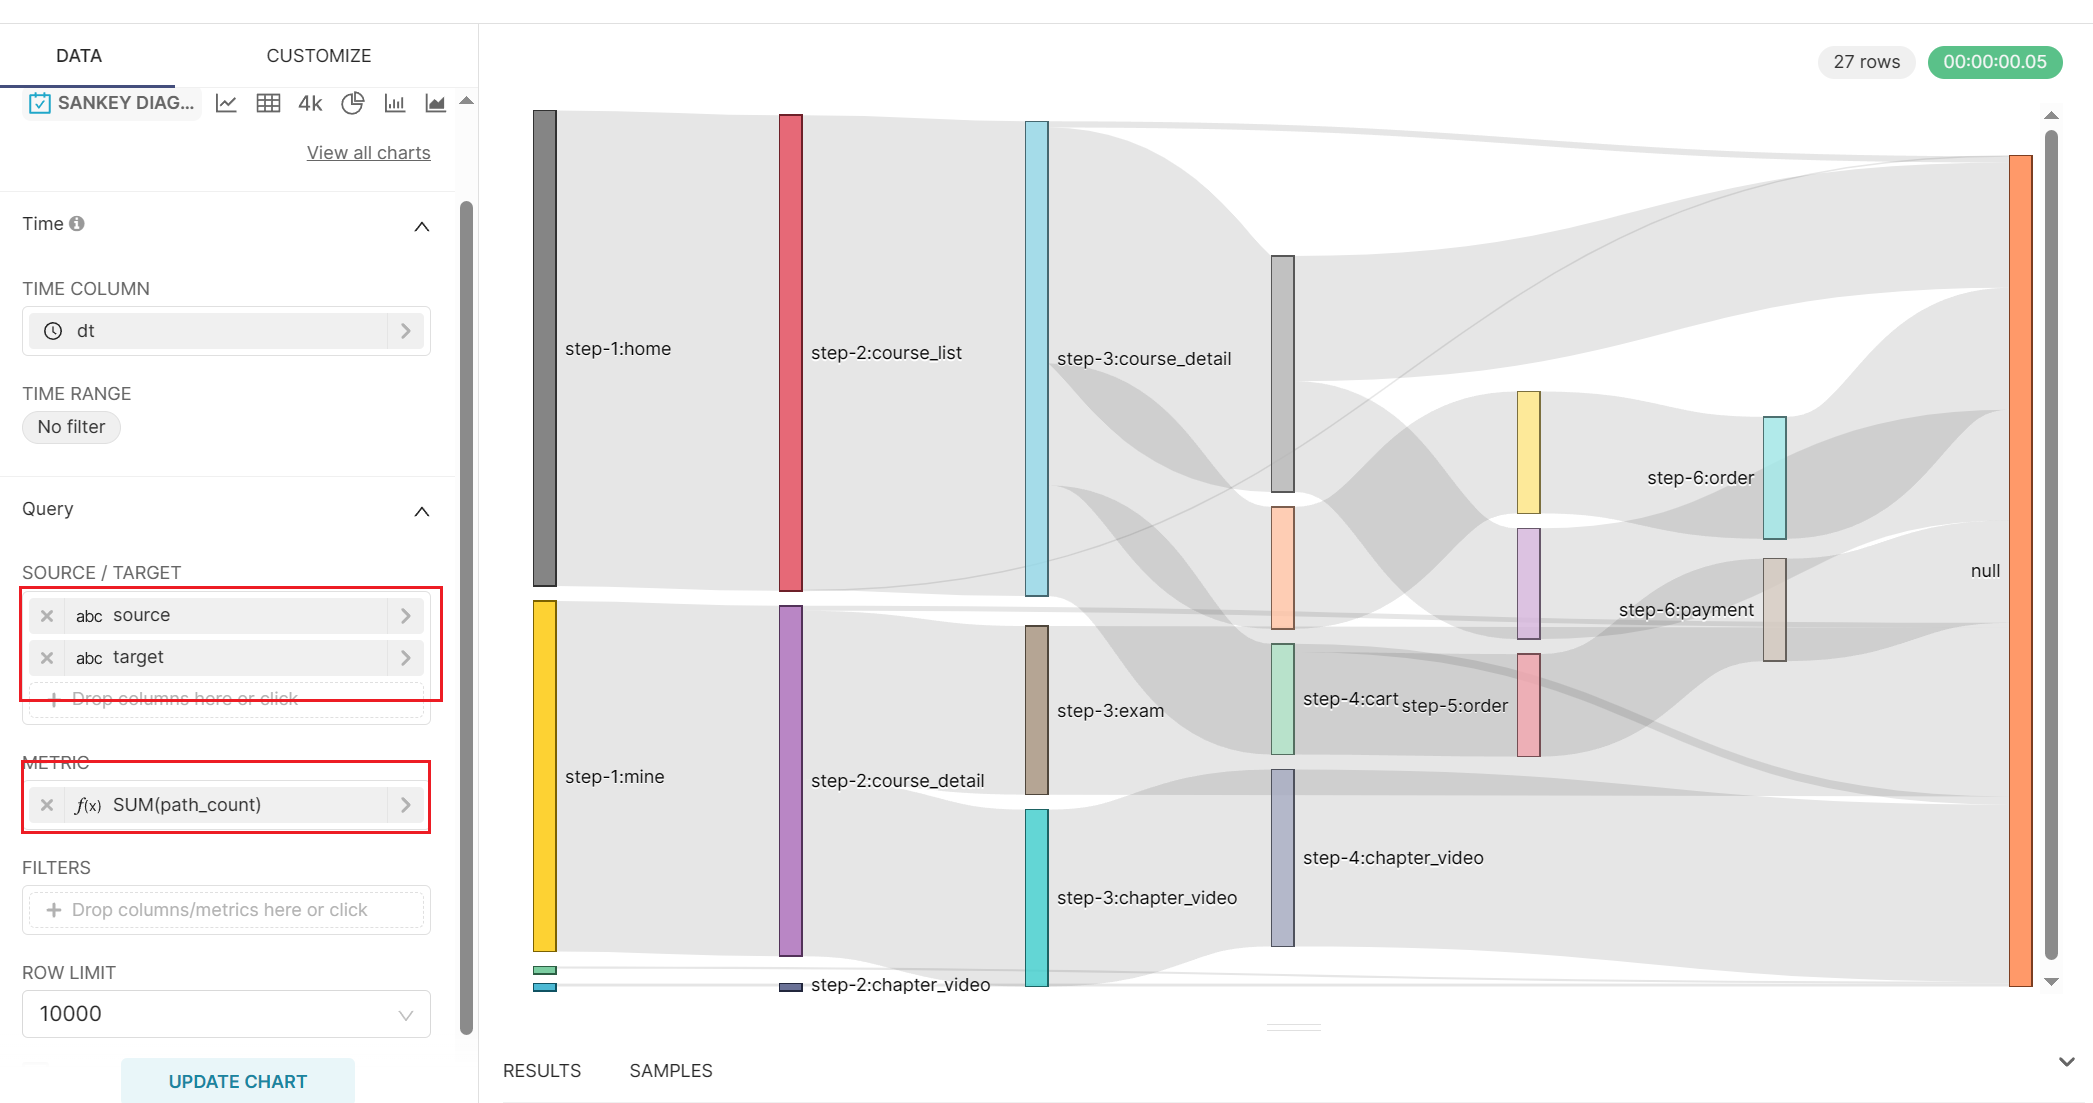 DATA
CUSTOMIZE
SANKEY DIAG...
4k
View all charts
Time
TIME COLUMN
dt
TIME RANGE
No filter
Query
SOURCE / TARGET
abc source
abc target
Drop columns here or click
METRIC
f(x) SUM(path_count)
FILTERS
Drop columns/metrics here or click
ROW LIMIT
10000
UPDATE CHART
27 rows
00:00:00.05
step-1:home
step-2:course_list
step-3:course_detail
step-6:order
null
step-6:payment
step-4:cart
step-5:order
step-3:exam
step-1:mine
step-2:course_detail
step-4:chapter_video
step-3:chapter_video
step-2:chapter_video
RESULTS
SAMPLES